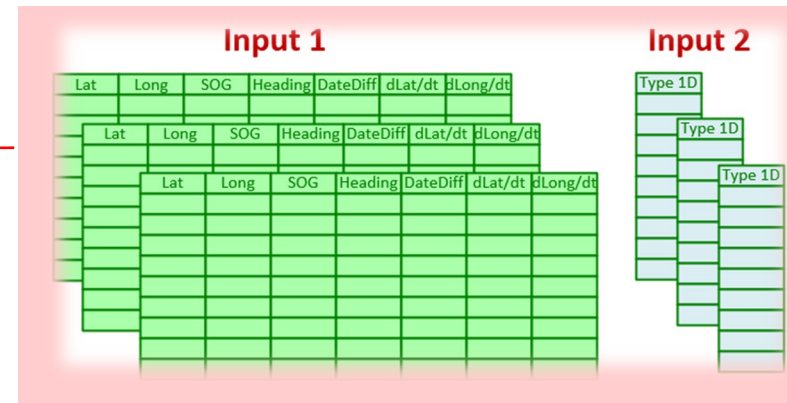 Input 1 Input 2
Lat Long SOG Heading DateDiff dLat/dt dLong/dt Type 1D
Lat Long SOG Heading DateDiff dLat/dt dLong/dt Type 1D
Lat Long SOG Heading DateDiff dLat/dt dLong/dt Type 1D